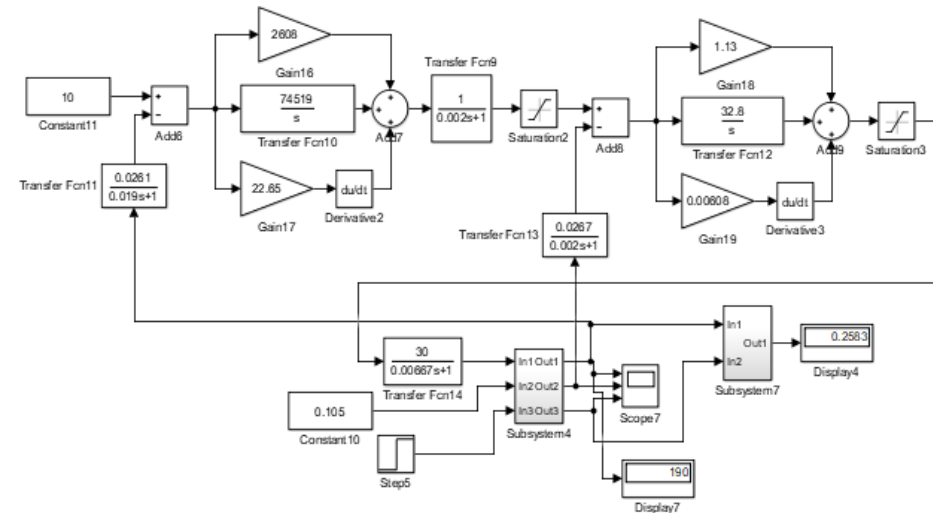 2608
Gain16
10
Constant11
+
−
Add6
74519
s
Transfer Fcn10
+
+
+
Add7
Transfer Fcn9
1
0.002s+1
Saturation2
+
−
Add8
1.13
Gain18
32.8
s
Transfer Fcn12
+
+
+
Add9
Saturation3
Transfer Fcn11
0.0261
0.019s+1
22.65
Gain17
du/dt
Derivative2
Transfer Fcn13
0.0267
0.002s+1
0.00608
Gain19
du/dt
Derivative3
30
0.00667s+1
Transfer Fcn14
0.105
Constant10
Step5
In1 Out1
In2 Out2
In3 Out3
Subsystem4
Scope7
In1
Out1
In2
Subsystem7
0.2583
Display4
190
Display7